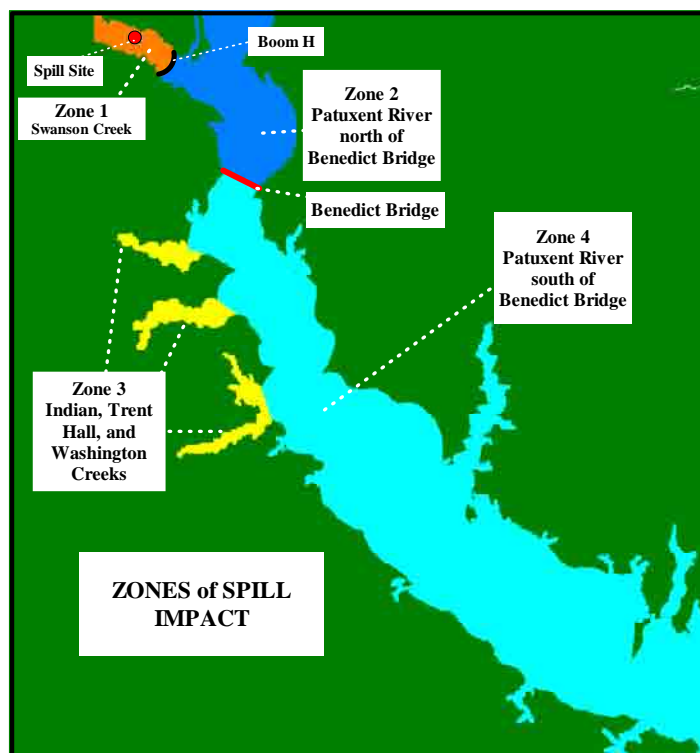 Spill Site
Boom H
Zone 1
Swanson Creek
Zone 2
Patuxent River
north of
Benedict Bridge
Benedict Bridge
Zone 4
Patuxent River
south of
Benedict Bridge
Zone 3
Indian, Trent
Hall, and
Washington
Creeks
ZONES of SPILL
IMPACT